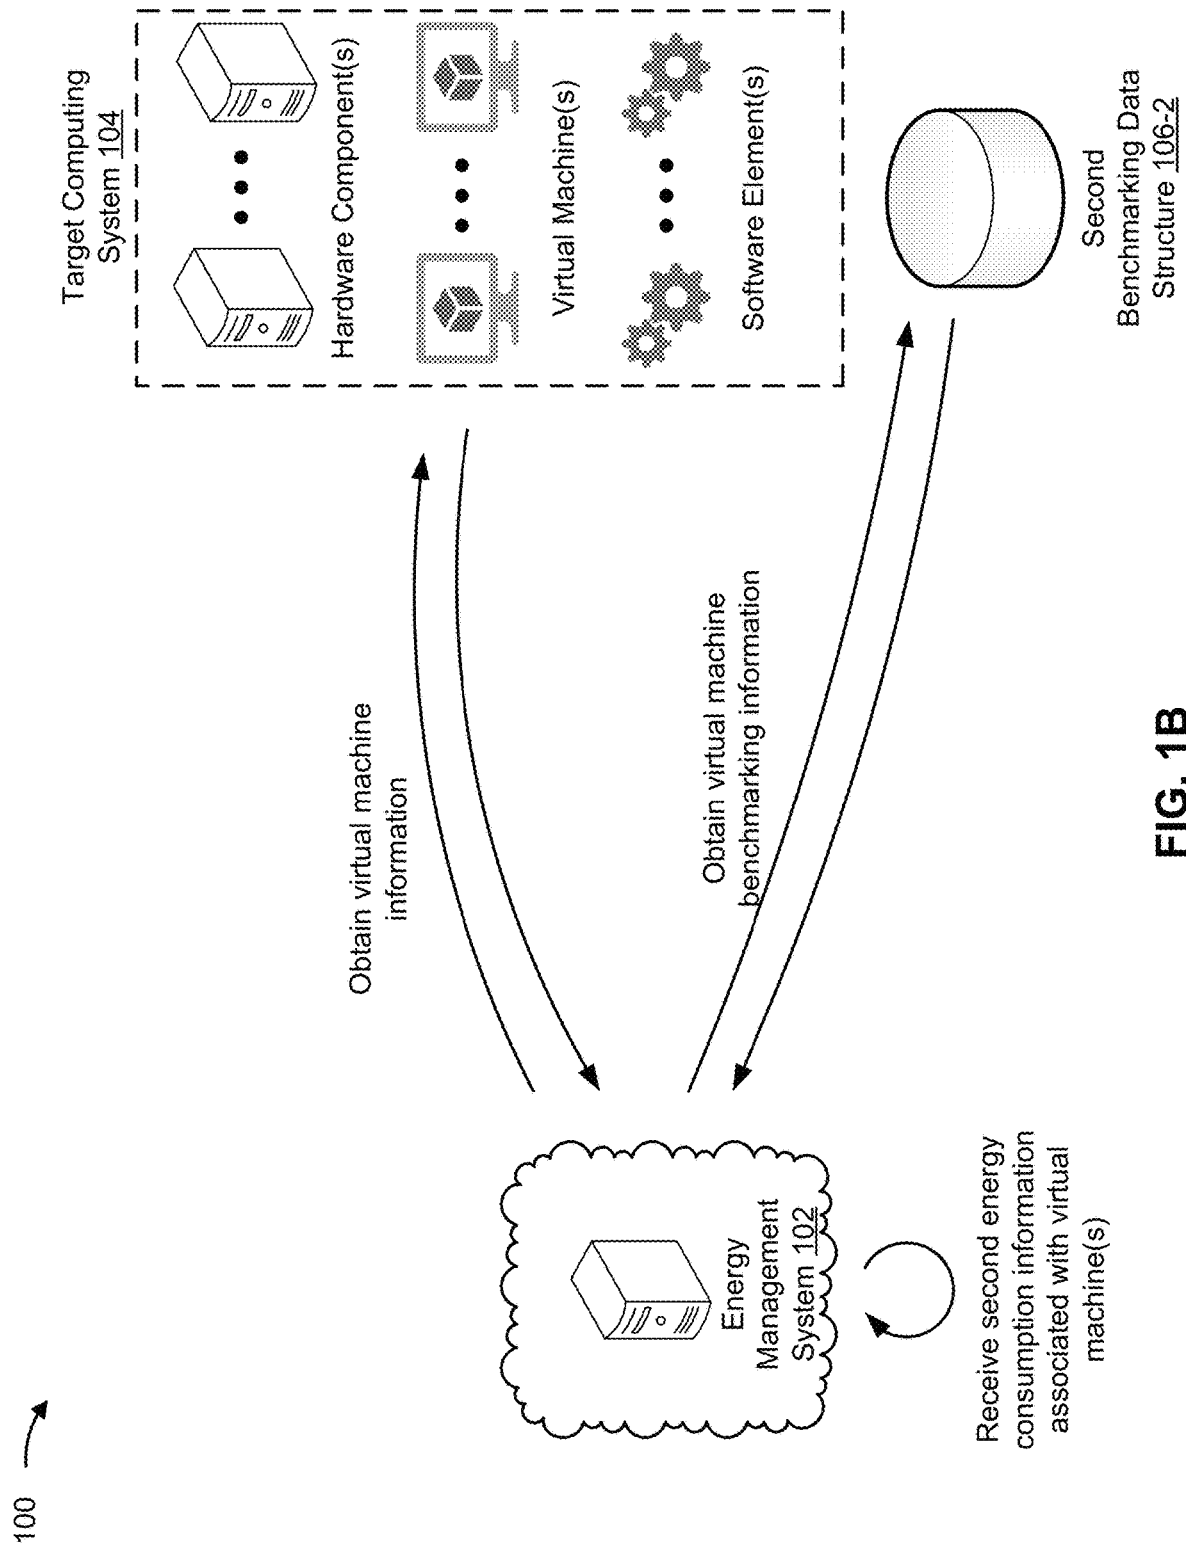 100
Target Computing
System 104
Hardware Component(s)
Virtual Machine(s)
Software Element(s)
Obtain virtual machine
information
Obtain virtual machine
benchmarking information
Energy
Management
System 102
Receive second energy
consumption information
associated with virtual
machine(s)
Second
Benchmarking Data
Structure 106-2
FIG. 1B